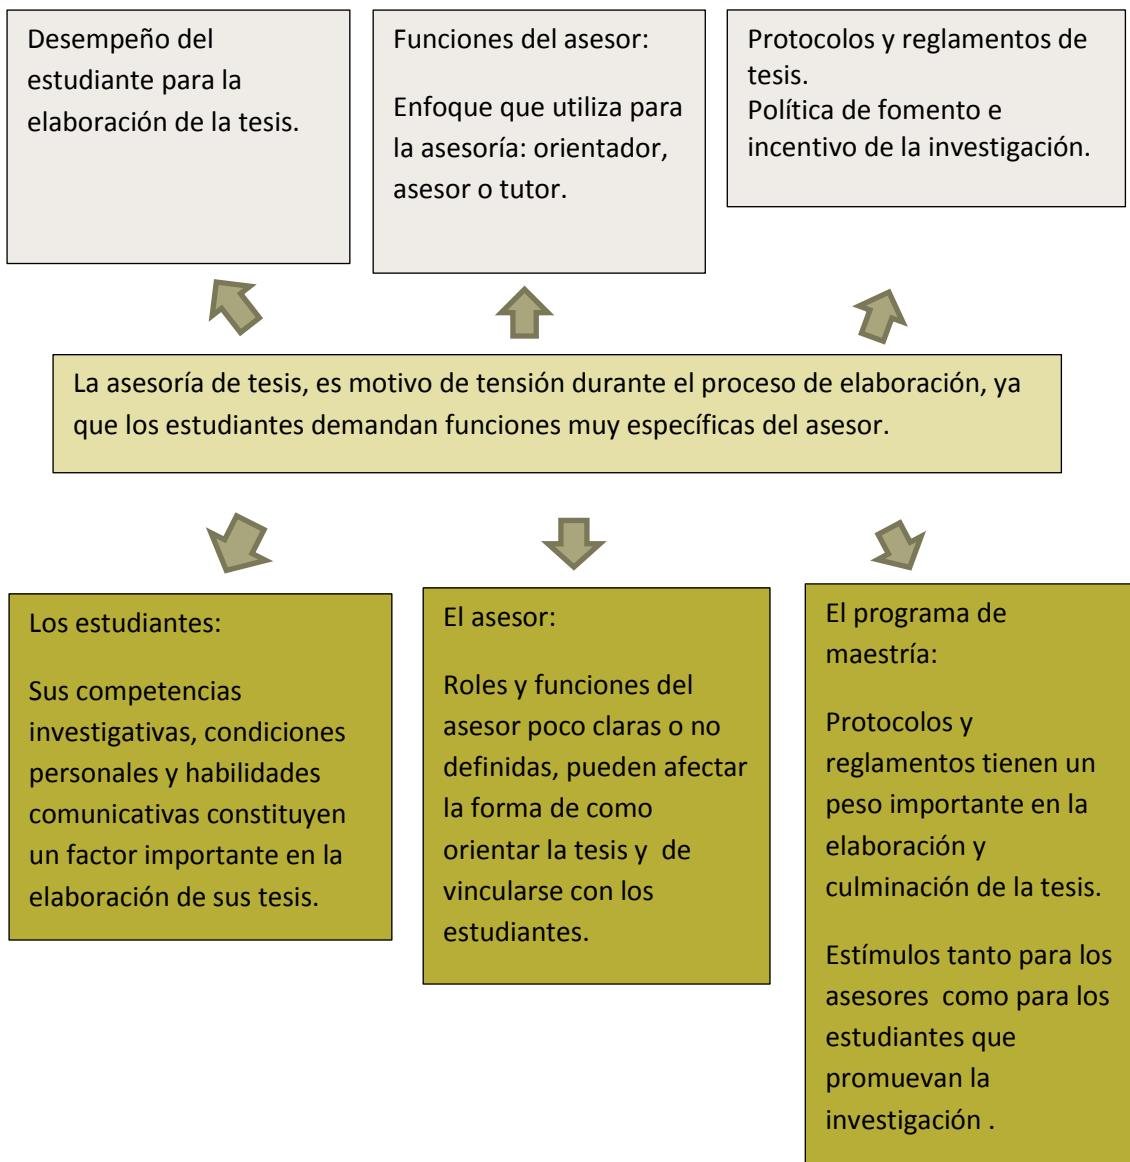 Desempeño del
estudiante para la
elaboración de la tesis.
Funciones del asesor:
Enfoque que utiliza para
la asesoría: orientador,
asesor o tutor.
Protocolos y reglamentos de
tesis.
Política de fomento e
incentivo de la investigación.
La asesoría de tesis, es motivo de tensión durante el proceso de elaboración, ya
que los estudiantes demandan funciones muy específicas del asesor.
Los estudiantes:
Sus competencias
investigativas, condiciones
personales y habilidades
comunicativas constituyen
un factor importante en la
elaboración de sus tesis.
El asesor:
Roles y funciones del
asesor poco claras o no
definidas, pueden afectar
la forma de como
orientar la tesis y  de
vincularse con los
estudiantes.
El programa de
maestría:
Protocolos y
reglamentos tienen un
peso importante en la
elaboración y
culminación de la tesis.
Estímulos tanto para los
asesores  como para los
estudiantes que
promuevan la
investigación .